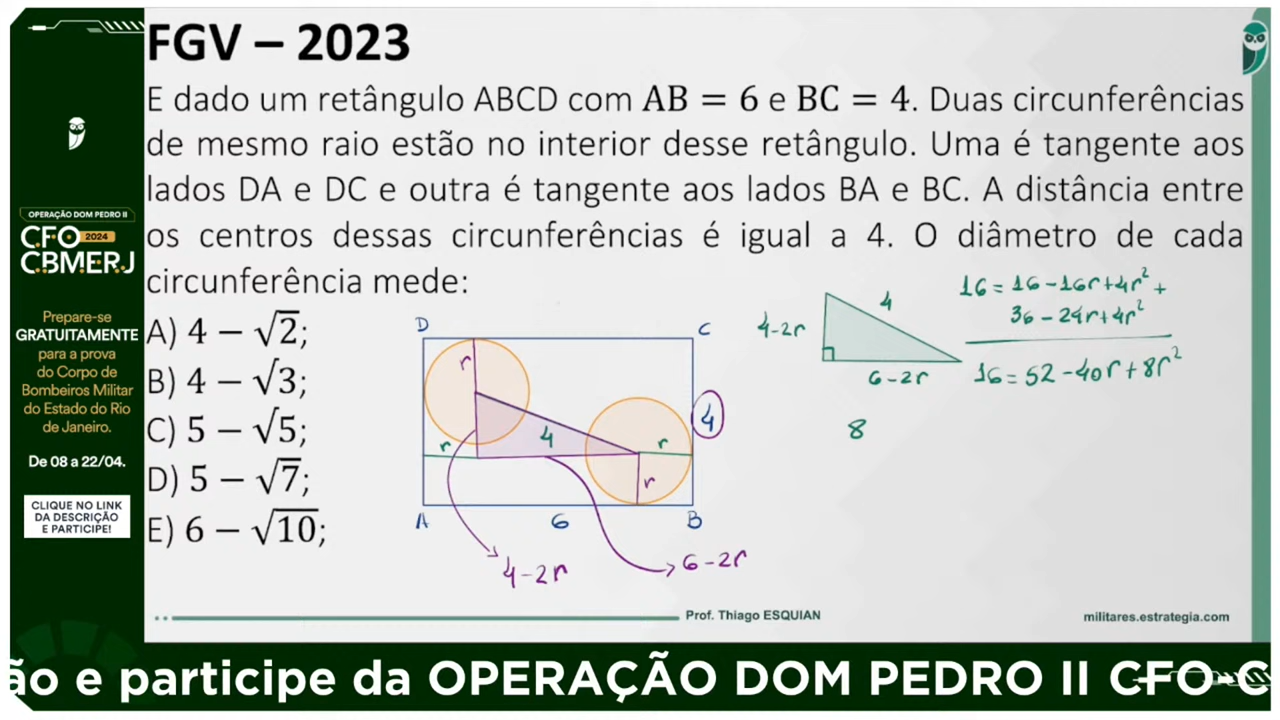 FGV – 2023
E dado um retângulo ABCD com AB = 6 e BC = 4. Duas circunferências
de mesmo raio estão no interior desse retângulo. Uma é tangente aos
lados DA e DC e outra é tangente aos lados BA e BC. A distância entre
os centros dessas circunferências é igual a 4. O diâmetro de cada
circunferência mede:
A) 4 − √2;
B) 4 − √3;
C) 5 − √5;
D) 5 − √7;
E) 6 − √10;
OPERAÇÃO DOM PEDRO II
CFO 2024
CBMERJ
Prepare-se
GRATUITAMENTE
para a prova
do Corpo de
Bombeiros Militar
do Estado do Rio
de Janeiro.
De 08 a 22/04.
CLIQUE NO LINK
DA DESCRIÇÃO
E PARTICIPE!
D
C
r
4
r
4
r
r
A
6
B
4-2r
6-2r
4-2r
4
6-2r
16=16-16r+4r²+
36-24r+4r²
16=52-40r+8r²
8
Prof. Thiago ESQUIAN
militares.estrategia.com
ão e participe da OPERAÇÃO DOM PEDRO II CFO-C